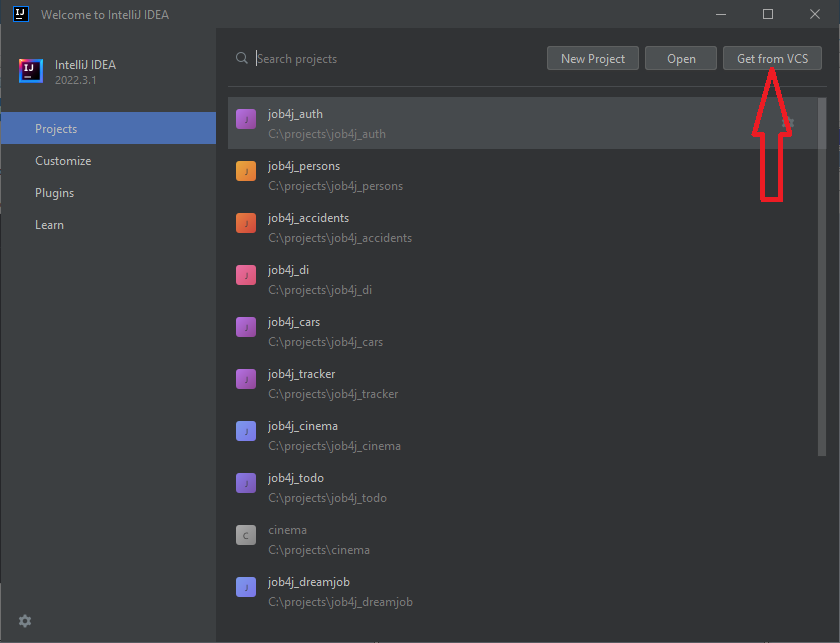 IJ Welcome to IntelliJ IDEA
IJ
IntelliJ IDEA
2022.3.1
Projects
Customize
Plugins
Learn
Search projects
New Project
Open
Get from VCS
J
job4j_auth
C:\projects\job4j_auth
J
job4j_persons
C:\projects\job4j_persons
J
job4j_accidents
C:\projects\job4j_accidents
J
job4j_di
C:\projects\job4j_di
J
job4j_cars
C:\projects\job4j_cars
J
job4j_tracker
C:\projects\job4j_tracker
J
job4j_cinema
C:\projects\job4j_cinema
J
job4j_todo
C:\projects\job4j_todo
C
cinema
C:\projects\cinema
J
job4j_dreamjob
C:\projects\job4j_dreamjob